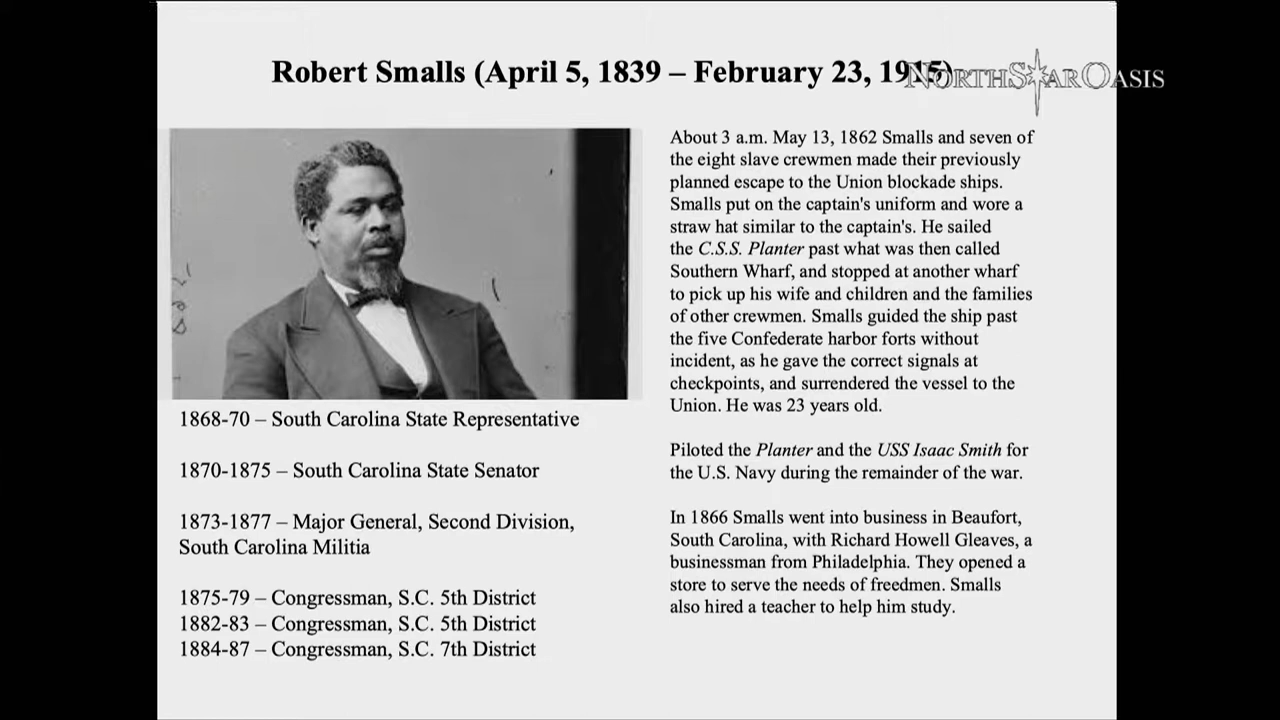 Robert Smalls (April 5, 1839 – February 23, 1915)
NORTHSTAROASIS
1868-70 – South Carolina State Representative
1870-1875 – South Carolina State Senator
1873-1877 – Major General, Second Division,
South Carolina Militia
1875-79 – Congressman, S.C. 5th District
1882-83 – Congressman, S.C. 5th District
1884-87 – Congressman, S.C. 7th District
About 3 a.m. May 13, 1862 Smalls and seven of
the eight slave crewmen made their previously
planned escape to the Union blockade ships.
Smalls put on the captain's uniform and wore a
straw hat similar to the captain's. He sailed
the C.S.S. Planter past what was then called
Southern Wharf, and stopped at another wharf
to pick up his wife and children and the families
of other crewmen. Smalls guided the ship past
the five Confederate harbor forts without
incident, as he gave the correct signals at
checkpoints, and surrendered the vessel to the
Union. He was 23 years old.
Piloted the Planter and the USS Isaac Smith for
the U.S. Navy during the remainder of the war.
In 1866 Smalls went into business in Beaufort,
South Carolina, with Richard Howell Gleaves, a
businessman from Philadelphia. They opened a
store to serve the needs of freedmen. Smalls
also hired a teacher to help him study.